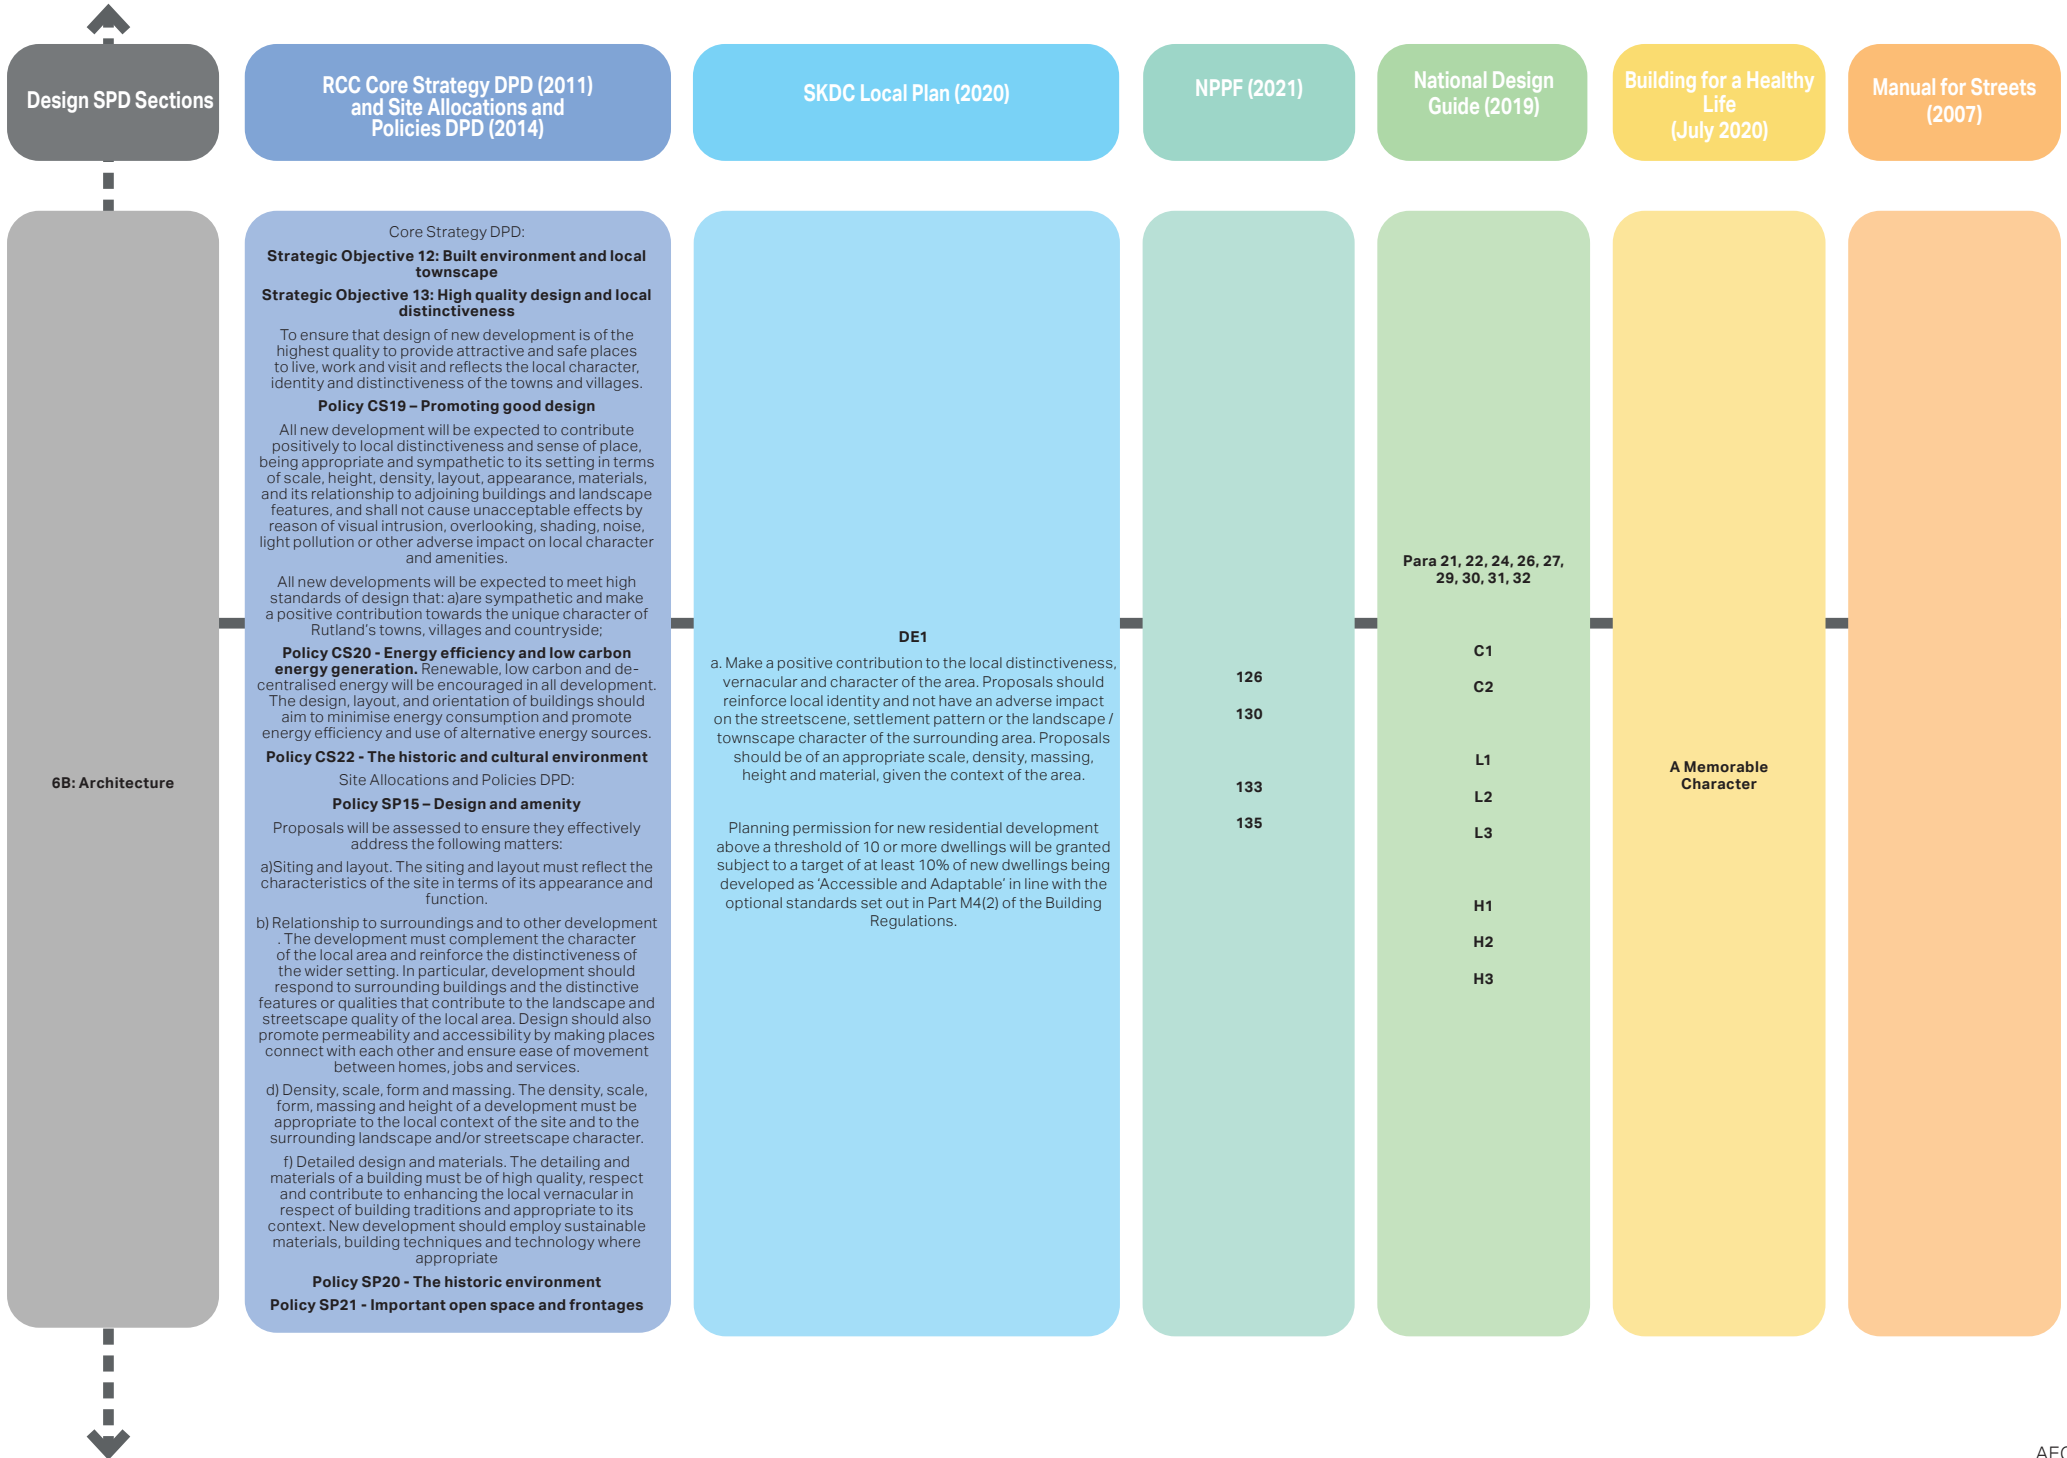 Design SPD Sections
RCC Core Strategy DPD (2011)
and Site Allocations and
Policies DPD (2014)
SKDC Local Plan (2020)
NPPF (2021)
National Design
Guide (2019)
Building for a Healthy
Life
(July 2020)
Manual for Streets
(2007)
6B: Architecture
Core Strategy DPD:
Strategic Objective 12: Built environment and local
townscape
Strategic Objective 13: High quality design and local
distinctiveness
To ensure that design of new development is of the
highest quality to provide attractive and safe places
to live, work and visit and reflects the local character,
identity and distinctiveness of the towns and villages.
Policy CS19 – Promoting good design
All new development will be expected to contribute
positively to local distinctiveness and sense of place,
being appropriate and sympathetic to its setting in terms
of scale, height, density, layout, appearance, materials,
and its relationship to adjoining buildings and landscape
features, and shall not cause unacceptable effects by
reason of visual intrusion, overlooking, shading, noise,
light pollution or other adverse impact on local character
and amenities.
All new developments will be expected to meet high
standards of design that: a)are sympathetic and make
a positive contribution towards the unique character of
Rutland's towns, villages and countryside;
Policy CS20 - Energy efficiency and low carbon
energy generation. Renewable, low carbon and de-
centralised energy will be encouraged in all development.
The design, layout, and orientation of buildings should
aim to minimise energy consumption and promote
energy efficiency and use of alternative energy sources.
Policy CS22 - The historic and cultural environment
Site Allocations and Policies DPD:
Policy SP15 – Design and amenity
Proposals will be assessed to ensure they effectively
address the following matters:
a)Siting and layout. The siting and layout must reflect the
characteristics of the site in terms of its appearance and
function.
b) Relationship to surroundings and to other development
. The development must complement the character
of the local area and reinforce the distinctiveness of
the wider setting. In particular, development should
respond to surrounding buildings and the distinctive
features or qualities that contribute to the landscape and
streetscape quality of the local area. Design should also
promote permeability and accessibility by making places
connect with each other and ensure ease of movement
between homes, jobs and services.
d) Density, scale, form and massing. The density, scale,
form, massing and height of a development must be
appropriate to the local context of the site and to the
surrounding landscape and/or streetscape character.
f) Detailed design and materials. The detailing and
materials of a building must be of high quality, respect
and contribute to enhancing the local vernacular in
respect of building traditions and appropriate to its
context. New development should employ sustainable
materials, building techniques and technology where
appropriate
Policy SP20 - The historic environment
Policy SP21 - Important open space and frontages
DE1
a. Make a positive contribution to the local distinctiveness,
vernacular and character of the area. Proposals should
reinforce local identity and not have an adverse impact
on the streetscene, settlement pattern or the landscape /
townscape character of the surrounding area. Proposals
should be of an appropriate scale, density, massing,
height and material, given the context of the area.
Planning permission for new residential development
above a threshold of 10 or more dwellings will be granted
subject to a target of at least 10% of new dwellings being
developed as 'Accessible and Adaptable' in line with the
optional standards set out in Part M4(2) of the Building
Regulations.
126
130
133
135
Para 21, 22, 24, 26, 27,
29, 30, 31, 32
C1
C2
L1
L2
L3
H1
H2
H3
A Memorable
Character